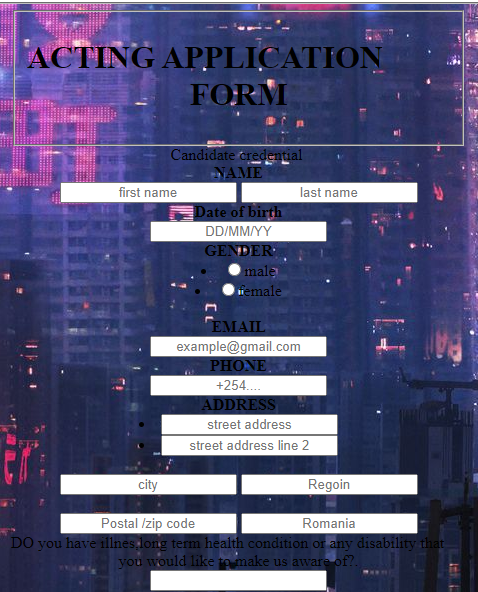 ACTING APPLICATION
FORM
Candidate credential
NAME
first name last name
Date of birth
DD/MM/YY
GENDER
male
female
EMAIL
example@gmail.com
PHONE
+254....
ADDRESS
street address
street address line 2
city Regoin
Postal /zip code Romania
DO you have illnes long term health condition or any disability that
you would like to make us aware of?.